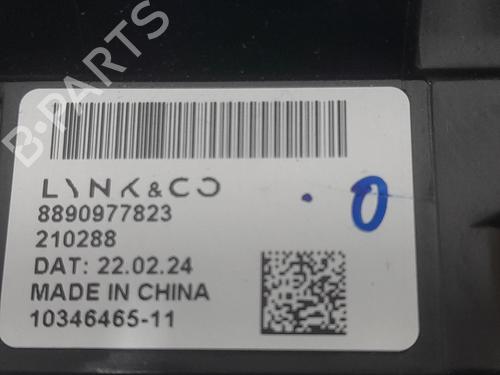 B-PARTS
LYNK&CO
8890977823
210288
0
DAT: 22.02.24
MADE IN CHINA
10346465-11